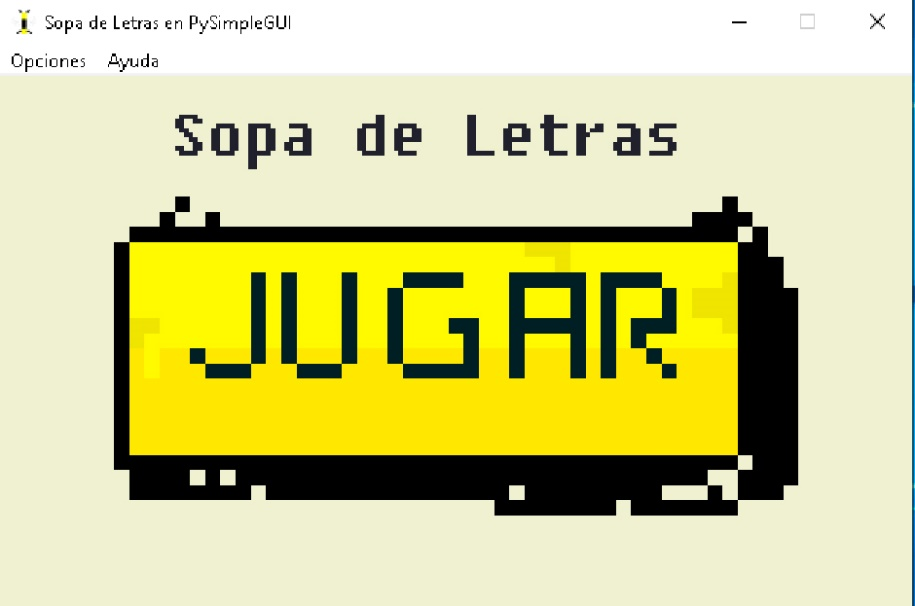 Sopa de Letras en PySimpleGUI
Opciones Ayuda
Sopa de Letras
JUGAR